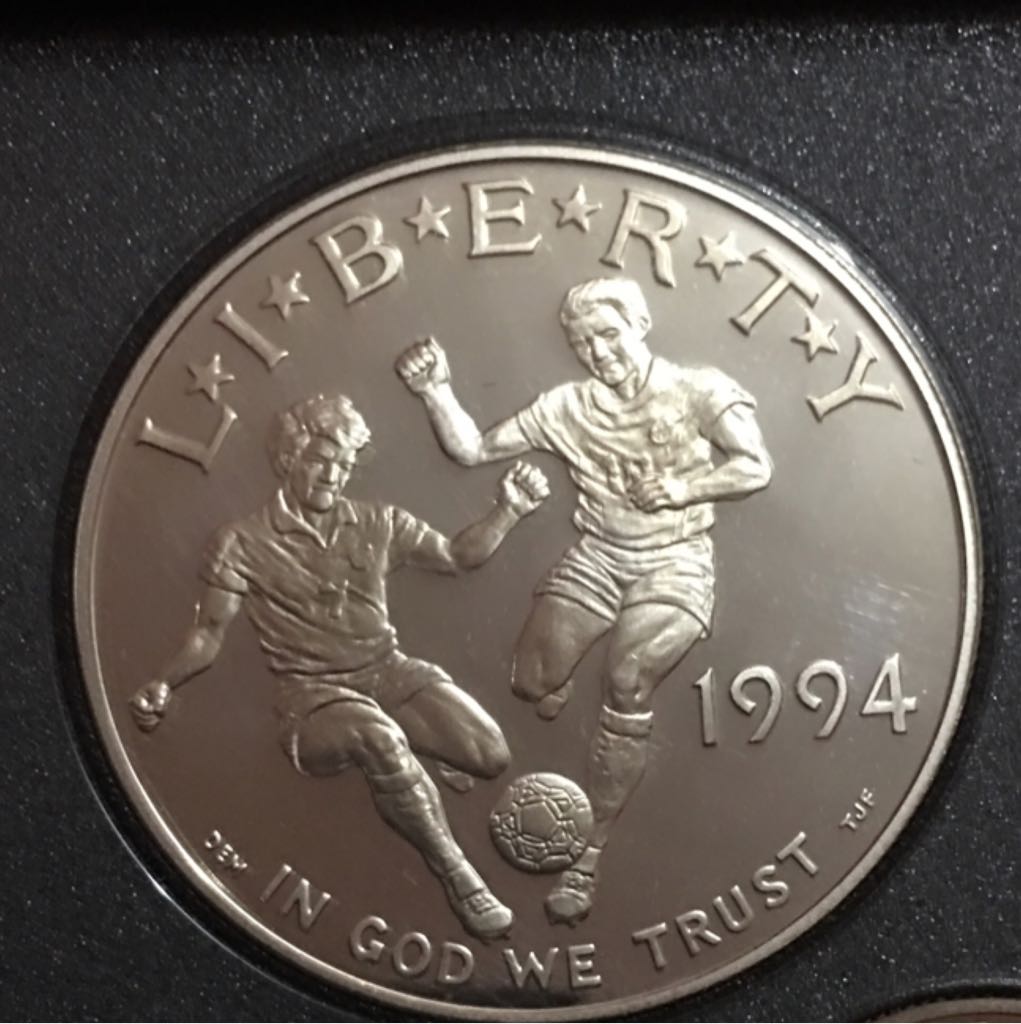 L★I★B★E★R★T★Y
1994
DEW
TJF
IN GOD WE TRUST